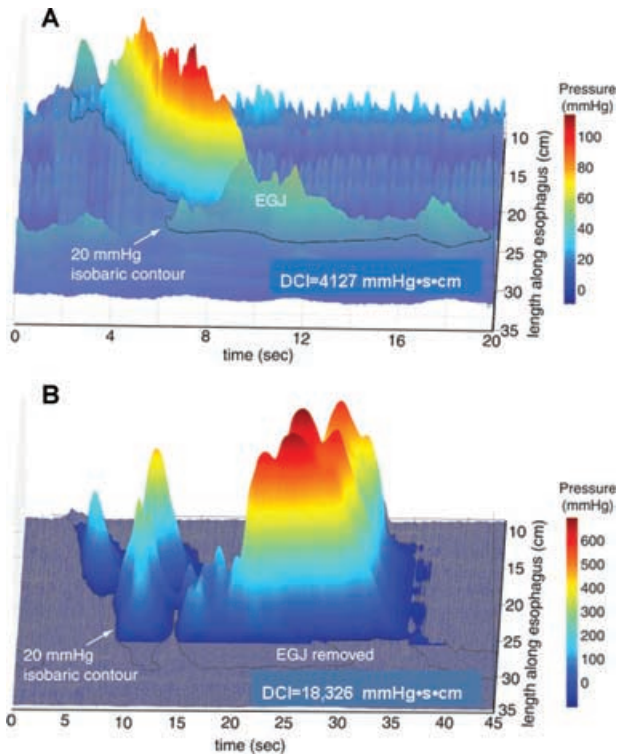 A
Pressure
(mmHg)
100
80
60
40
20
0
10
15
20
25
30
35
length along esophagus (cm)
EGJ
20 mmHg
isobaric contour
DCI=4127 mmHg•s•cm
0 4 8 12 16 20
time (sec)
B
Pressure
(mmHg)
600
500
400
300
200
100
0
10
15
20
25
30
35
length along esophagus (cm)
20 mmHg
isobaric contour
EGJ removed
DCI=18,326 mmHg•s•cm
0 5 10 15 20 25 30 35 40 45
time (sec)